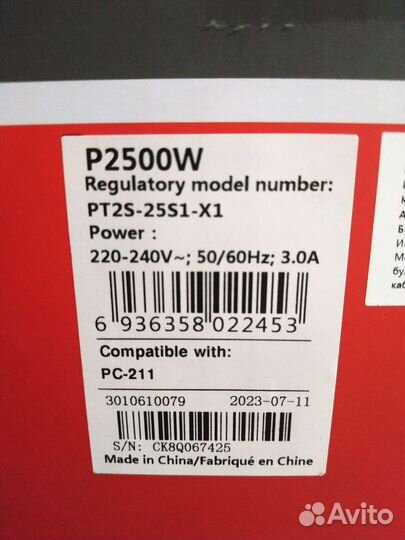 P2500W
Regulatory model number:
PT2S-25S1-X1
Power :
220-240V~; 50/60Hz; 3.0A
6 936358 022453
Compatible with:
PC-211
3010610079 2023-07-11
S/N: CK8Q067425
Made in China/Fabriqué en Chine
Avito